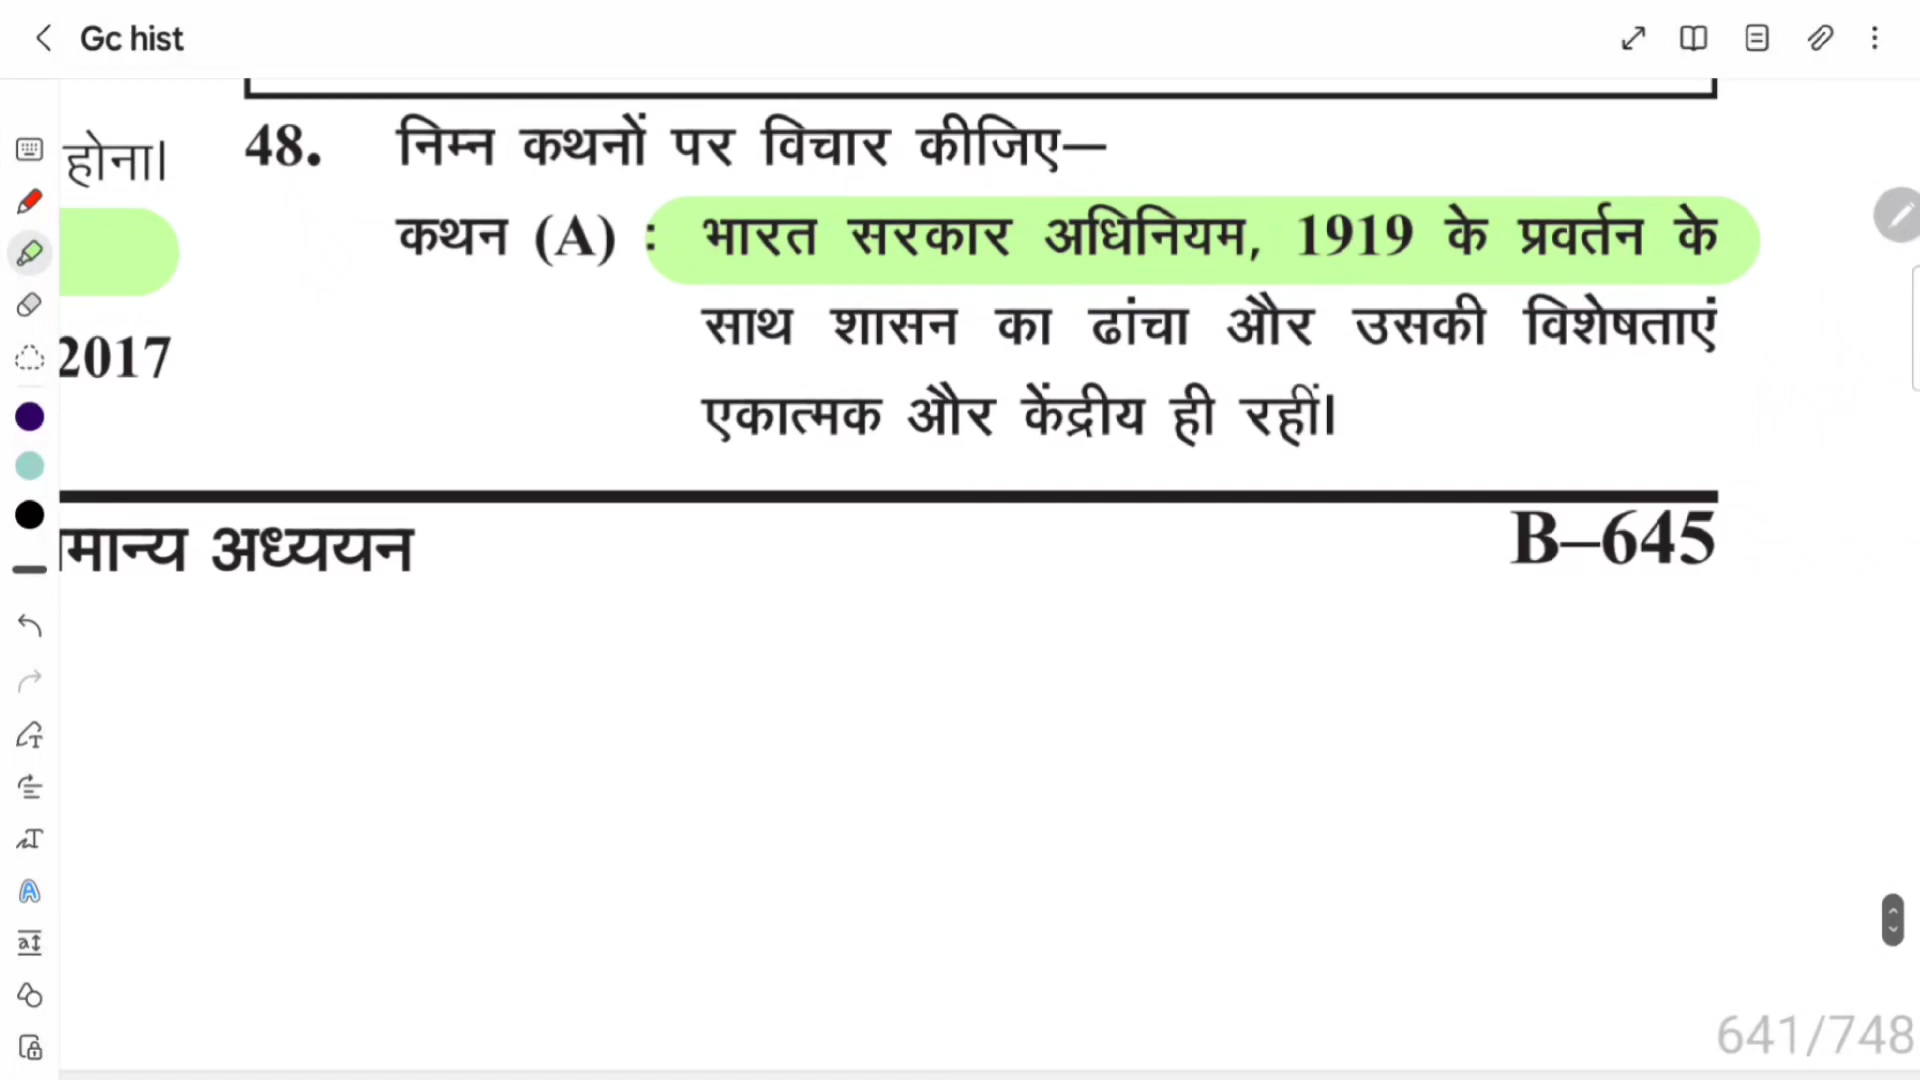 Gc hist
होना।
48. निम्न कथनों पर विचार कीजिए—
कथन (A) : भारत सरकार अधिनियम, 1919 के प्रवर्तन के
साथ शासन का ढांचा और उसकी विशेषताएं
2017
एकात्मक और केंद्रीय ही रहीं।
मान्य अध्ययन
B–645
641/748